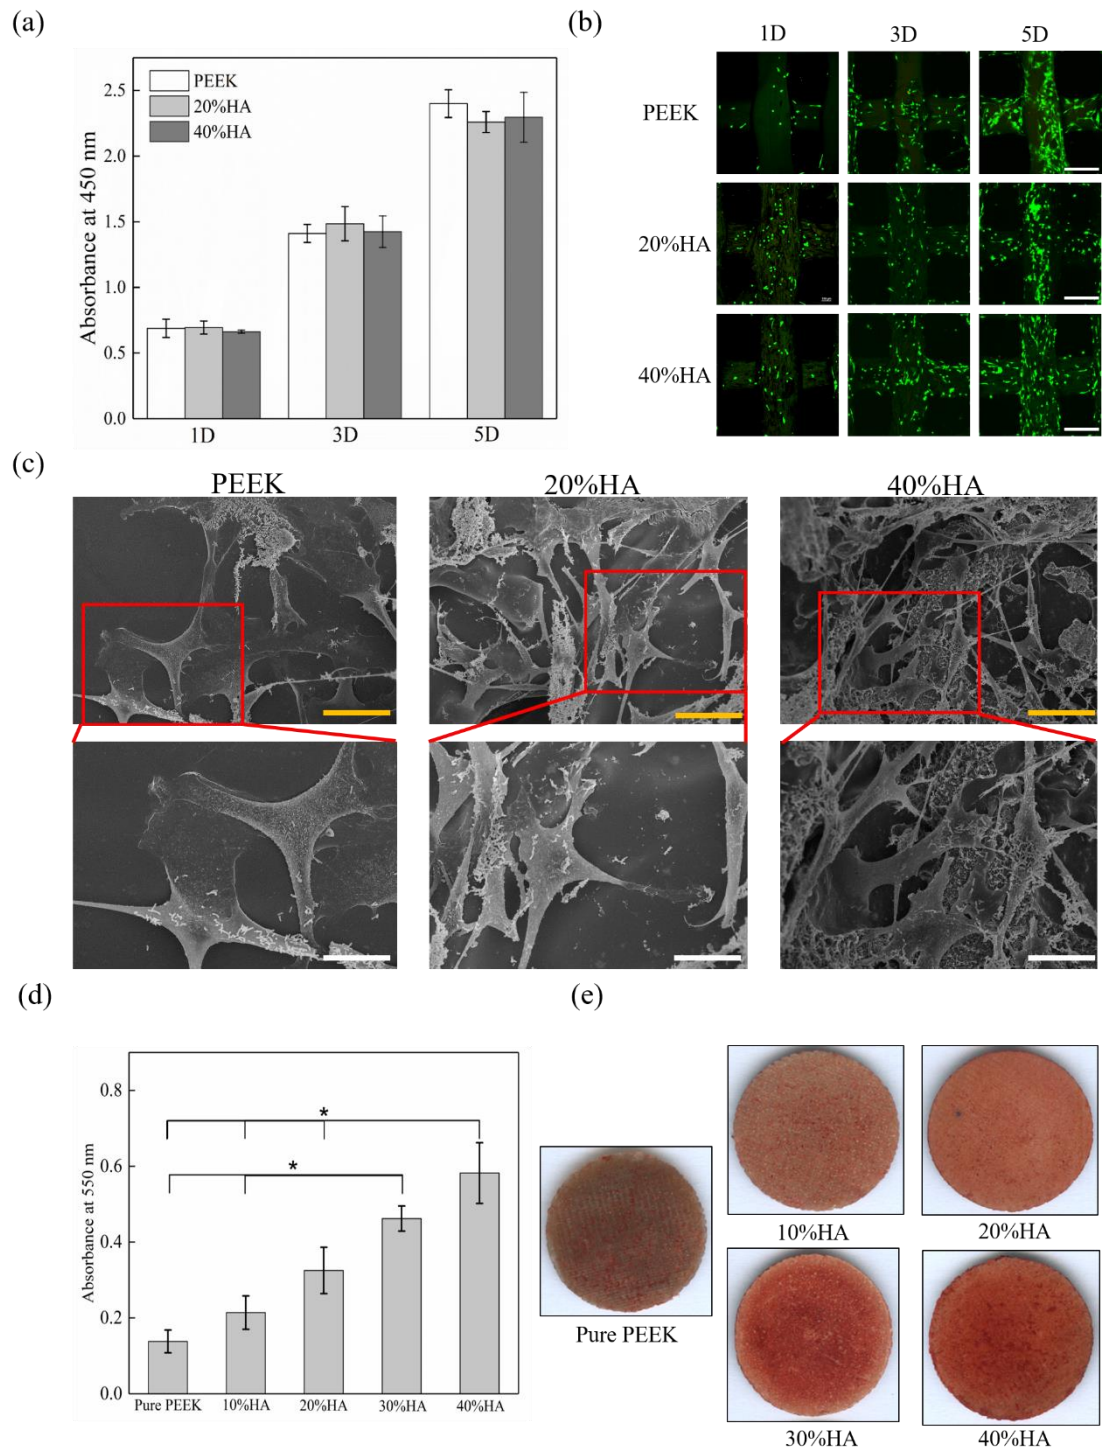 (a)
PEEK
20%HA
40%HA
Absorbance at 450 nm
2.5
2.0
1.5
1.0
0.5
0.0
1D 3D 5D
(b)
1D 3D 5D
PEEK
20%HA
40%HA
(c)
PEEK 20%HA 40%HA
(d)
Absorbance at 550 nm
0.8
0.6
0.4
0.2
0.0
*
*
Pure PEEK 10%HA 20%HA 30%HA 40%HA
(e)
Pure PEEK
10%HA 20%HA
30%HA 40%HA